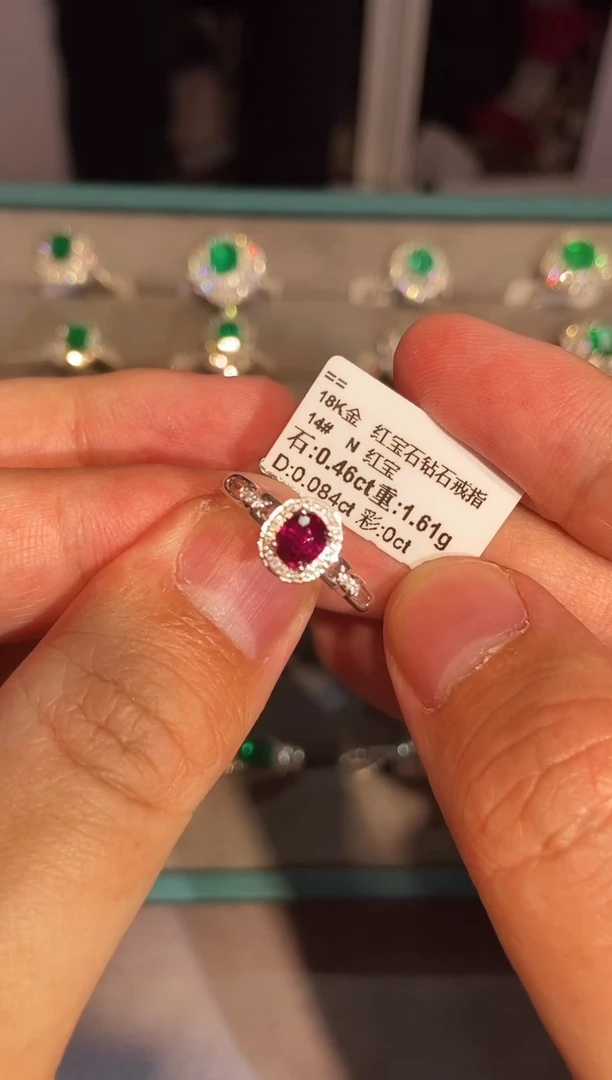 ==
18K金 红宝石钻石戒指
14# N 红宝
石:0.46ct重:1.61g
D:0.084ct 彩:0ct